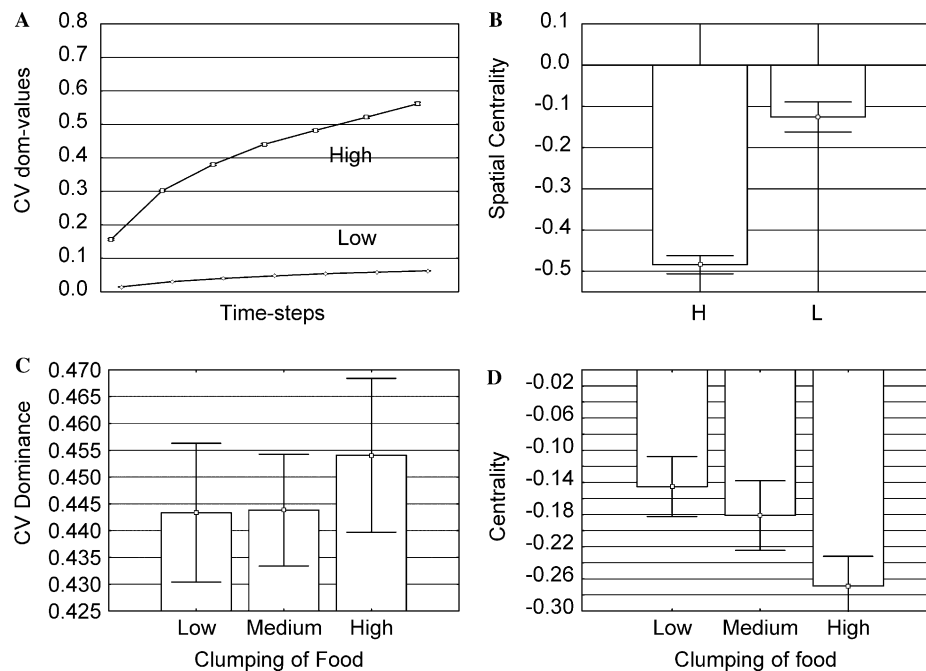 A
CV dom-values
0.8
0.7
0.6
0.5
0.4
0.3
0.2
0.1
0.0
High
Low
Time-steps
B
Spatial Centrality
0.1
0.0
-0.1
-0.2
-0.3
-0.4
-0.5
H L
C
CV Dominance
0.470
0.465
0.460
0.455
0.450
0.445
0.440
0.435
0.430
0.425
Low Medium High
Clumping of Food
D
Centrality
-0.02
-0.06
-0.10
-0.14
-0.18
-0.22
-0.26
-0.30
Low Medium High
Clumping of food